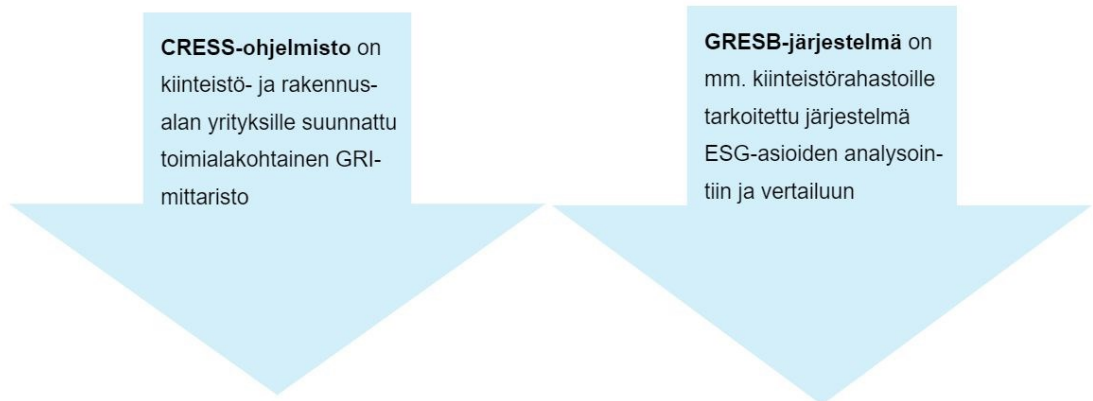 CRESS-ohjelmisto on
kiinteistö- ja rakennus-
alan yrityksille suunnattu
toimialakohtainen GRI-
mittaristo
GRESB-järjestelmä on
mm. kiinteistörahastoille
tarkoitettu järjestelmä
ESG-asioiden analysoin-
tiin ja vertailuun